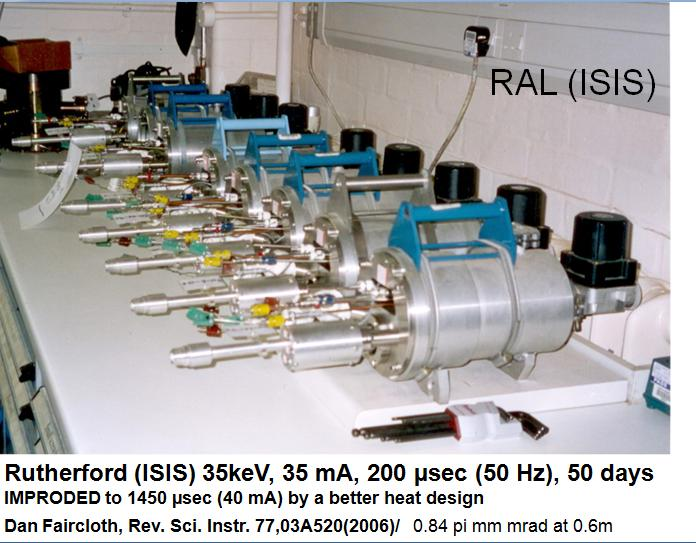 RAL (ISIS)
Rutherford (ISIS) 35keV, 35 mA, 200 µsec (50 Hz), 50 days
IMPRODED to 1450 µsec (40 mA) by a better heat design
Dan Faircloth, Rev. Sci. Instr. 77,03A520(2006)/ 0.84 pi mm mrad at 0.6m